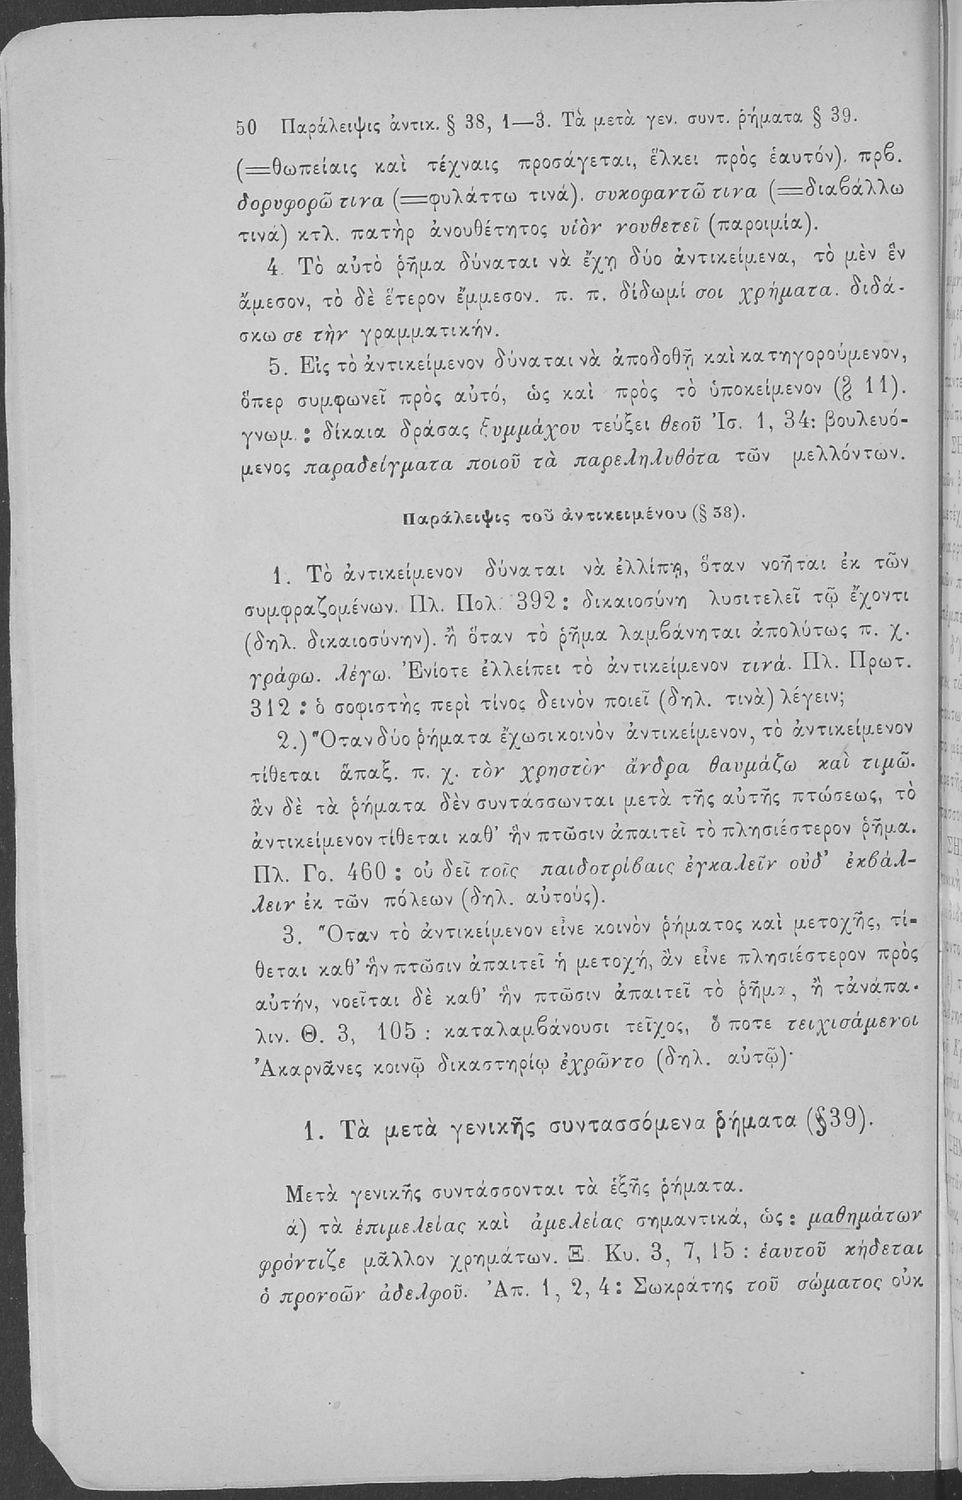 50 Παράλειψις ἀντικ. § 38, 1—3. Τὰ μετὰ γεν. συντ. ῥήματα § 39.
(=θωπείαις καὶ τέχναις προσάγεται, ἕλκει πρὸς ἑαυτόν). πρβ.
δορυφορῶ τινα (=φυλάττω τινά). συκοφαντῶ τινα (=διαβάλλω
τινά) κτλ. πατὴρ ἀνουθέτητος υἱὸν νουθετεῖ (παροιμία).
4. Τὸ αὐτὸ ῥῆμα δύναται νὰ ἔχῃ δύο ἀντικείμενα, τὸ μὲν ἓν
ἄμεσον, τὸ δὲ ἕτερον ἔμμεσον. π. π. δίδωμί σοι χρήματα. διδά-
σκω σε τὴν γραμματικήν.
5. Εἰς τὸ ἀντικείμενον δύναται νὰ ἀποδοθῇ καὶ κατηγορούμενον,
ὅπερ συμφωνεῖ πρὸς αὐτό, ὡς καὶ πρὸς τὸ ὑποκείμενον (§ 11).
γνωμ. : δίκαια δράσας ξυμμάχου τεύξει θεοῦ Ἰσ. 1, 34: βουλευό-
μενος παραδείγματα ποιοῦ τὰ παρεληλυθότα τῶν μελλόντων.
Παράλειψις τοῦ ἀντικειμένου (§ 38).
1. Τὸ ἀντικείμενον δύναται νὰ ἐλλίπῃ, ὅταν νοῆται ἐκ τῶν
συμφραζομένων. Πλ. Πολ. 392 : δικαιοσύνη λυσιτελεῖ τῷ ἔχοντι
(δηλ. δικαιοσύνην). ἢ ὅταν τὸ ῥῆμα λαμβάνηται ἀπολύτως π. χ.
γράφω. λέγω. Ἐνίοτε ἐλλείπει τὸ ἀντικείμενον τινά. Πλ. Πρωτ.
312 : ὁ σοφιστὴς περὶ τίνος δεινὸν ποιεῖ (δηλ. τινὰ) λέγειν;
2.) Ὅταν δύο ῥήματα ἔχωσι κοινὸν ἀντικείμενον, τὸ ἀντικείμενον
τίθεται ἅπαξ. π. χ. τὸν χρηστὸν ἄνδρα θαυμάζω καὶ τιμῶ.
ἂν δὲ τὰ ῥήματα δὲν συντάσσωνται μετὰ τῆς αὐτῆς πτώσεως, τὸ
ἀντικείμενον τίθεται καθ' ἣν πτῶσιν ἀπαιτεῖ τὸ πλησιέστερον ῥῆμα.
Πλ. Γο. 460 : οὐ δεῖ τοῖς παιδοτρίβαις ἐγκαλεῖν οὐδ' ἐκβάλ-
λειν ἐκ τῶν πόλεων (δηλ. αὐτούς).
3. Ὅταν τὸ ἀντικείμενον εἶνε κοινὸν ῥήματος καὶ μετοχῆς, τί-
θεται καθ' ἣν πτῶσιν ἀπαιτεῖ ἡ μετοχή, ἂν εἶνε πλησιέστερον πρὸς
αὐτήν, νοεῖται δὲ καθ' ἣν πτῶσιν ἀπαιτεῖ τὸ ῥῆμα, ἢ τἀνάπα-
λιν. Θ. 3, 105 : καταλαμβάνουσι τεῖχος, ὅ ποτε τειχισάμενοι
Ἀκαρνᾶνες κοινῷ δικαστηρίῳ ἐχρῶντο (δηλ. αὐτῷ)·
1. Τὰ μετὰ γενικῆς συντασσόμενα ῥήματα (§39).
Μετὰ γενικῆς συντάσσονται τὰ ἑξῆς ῥήματα.
ά) τὰ ἐπιμελείας καὶ ἀμελείας σημαντικά, ὡς : μαθημάτων
φρόντιζε μᾶλλον χρημάτων. Ξ. Κυ. 3, 7, 15 : ἑαυτοῦ κήδεται
ὁ προνοῶν ἀδελφοῦ. Ἀπ. 1, 2, 4 : Σωκράτης τοῦ σώματος οὐκ